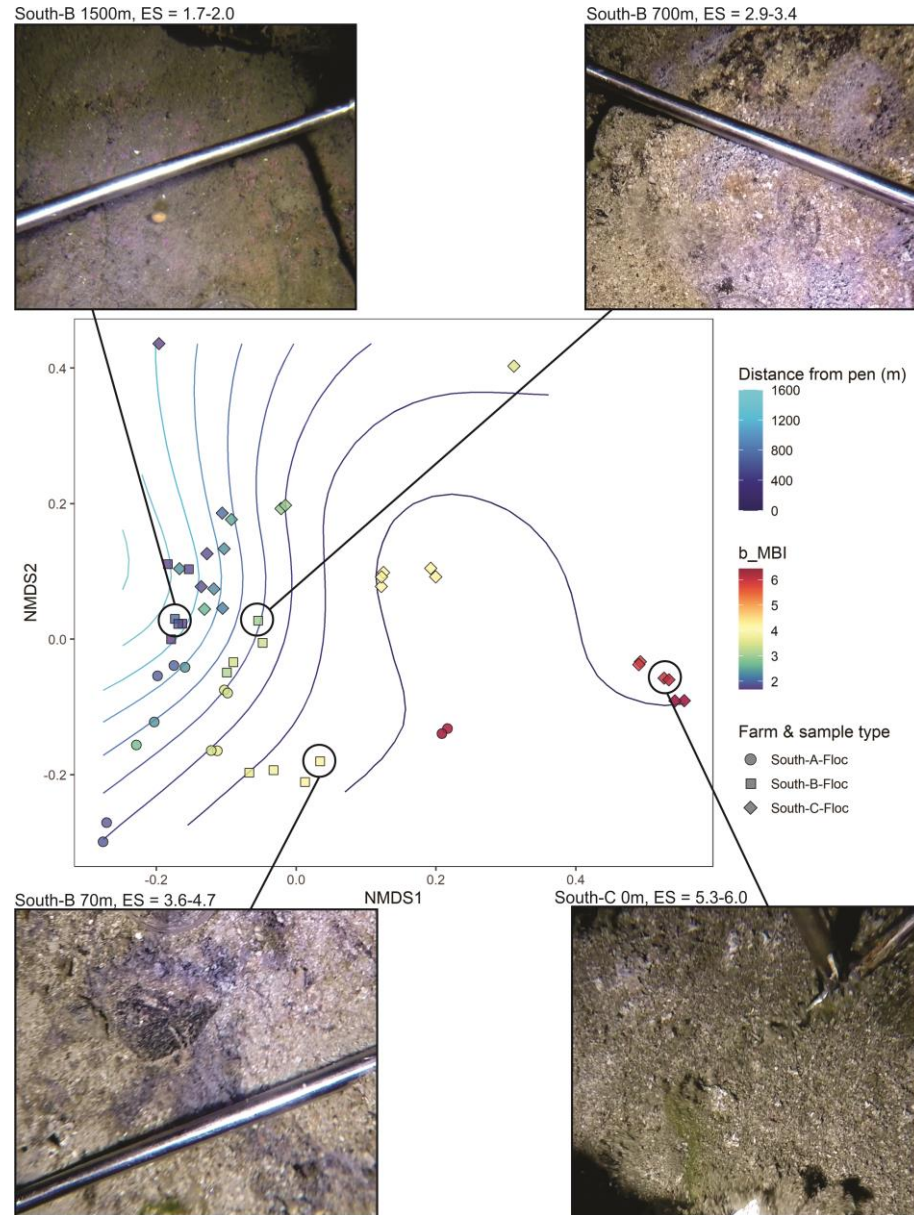 South-B 1500m, ES = 1.7-2.0
South-B 700m, ES = 2.9-3.4
0.4
0.2
0.0
-0.2
NMDS2
-0.2
0.0
0.2
0.4
NMDS1
Distance from pen (m)
1600
1200
800
400
0
b_MBI
6
5
4
3
2
Farm & sample type
South-A-Floc
South-B-Floc
South-C-Floc
South-B 70m, ES = 3.6-4.7
South-C 0m, ES = 5.3-6.0